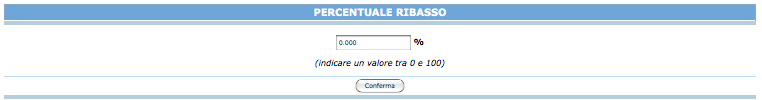 PERCENTUALE RIBASSO
0.000 %
(indicare un valore tra 0 e 100)
Conferma